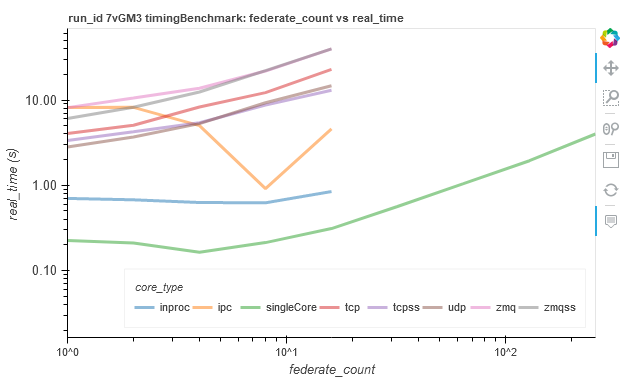 run_id 7vGM3 timingBenchmark: federate_count vs real_time
10.00
1.00
0.10
real_time (s)
core_type
inproc ipc singleCore tcp tcpss udp zmq zmqss
10^0 10^1 10^2
federate_count